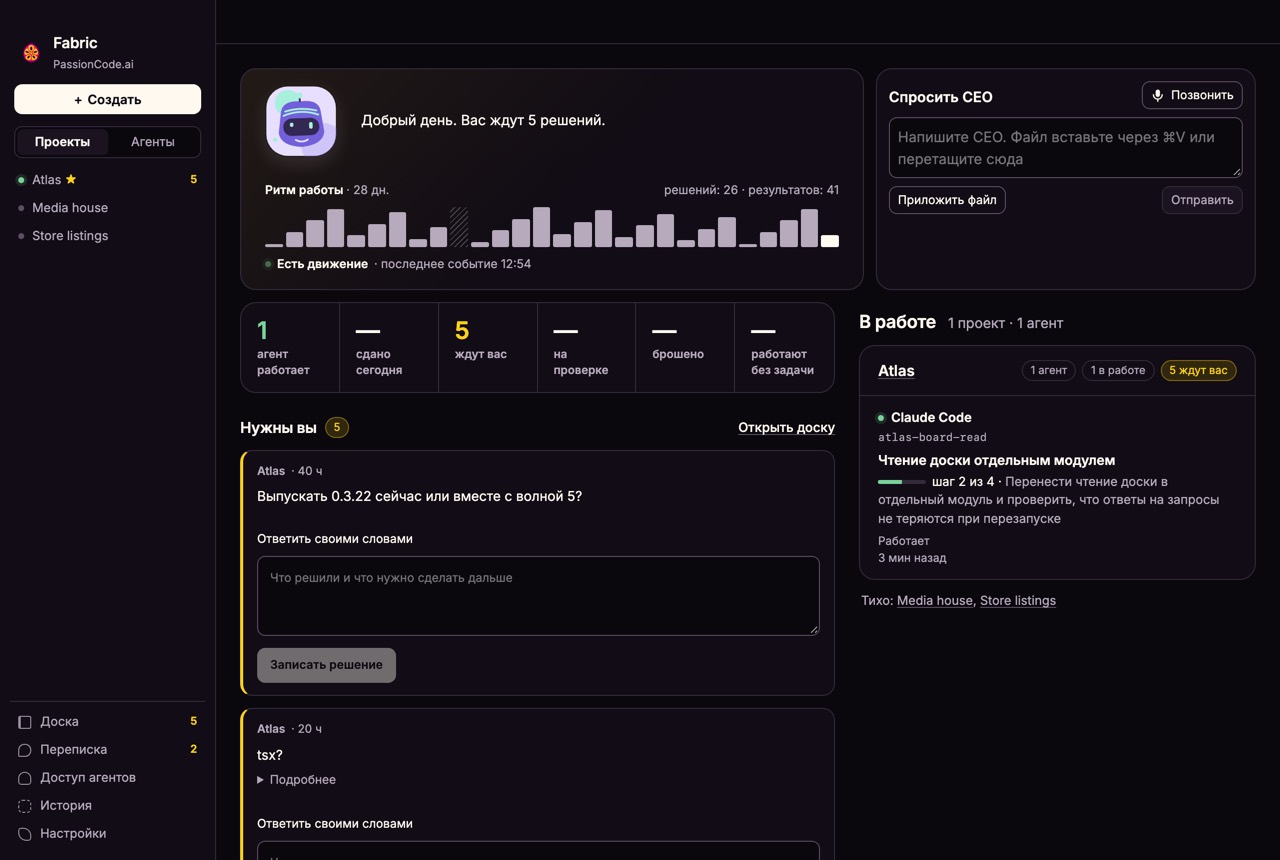 Fabric
PassionCode.ai
+ Создать
Проекты Агенты
Atlas 5
Media house
Store listings
Доска 5
Переписка 2
Доступ агентов
История
Настройки
Добрый день. Вас ждут 5 решений.
Ритм работы · 28 дн. решений: 26 · результатов: 41
Есть движение · последнее событие 12:54
Спросить CEO Позвонить
Напишите CEO. Файл вставьте через ⌘V или
перетащите сюда
Приложить файл Отправить
1 — 5 — — —
агент сдано ждут вас на брошено работают
работает сегодня проверке без задачи
Нужны вы 5 Открыть доску
Atlas · 40 ч
Выпускать 0.3.22 сейчас или вместе с волной 5?
Ответить своими словами
Что решили и что нужно сделать дальше
Записать решение
Atlas · 20 ч
tsx?
Подробнее
Ответить своими словами
В работе 1 проект · 1 агент
Atlas 1 агент 1 в работе 5 ждут вас
Claude Code
atlas-board-read
Чтение доски отдельным модулем
шаг 2 из 4 · Перенести чтение доски в
отдельный модуль и проверить, что ответы на запросы
не теряются при перезапуске
Работает
3 мин назад
Тихо: Media house, Store listings